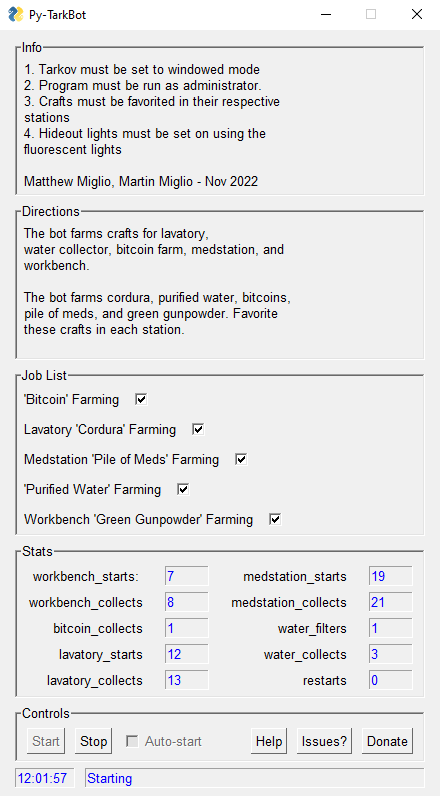 Py-TarkBot
Info
1. Tarkov must be set to windowed mode
2. Program must be run as administrator.
3. Crafts must be favorited in their respective
stations
4. Hideout lights must be set on using the
fluorescent lights
Matthew Miglio, Martin Miglio - Nov 2022
Directions
The bot farms crafts for lavatory,
water collector, bitcoin farm, medstation, and
workbench.
The bot farms cordura, purified water, bitcoins,
pile of meds, and green gunpowder. Favorite
these crafts in each station.
Job List
'Bitcoin' Farming
Lavatory 'Cordura' Farming
Medstation 'Pile of Meds' Farming
'Purified Water' Farming
Workbench 'Green Gunpowder' Farming
Stats
workbench_starts: 7 medstation_starts 19
workbench_collects 8 medstation_collects 21
bitcoin_collects 1 water_filters 1
lavatory_starts 12 water_collects 3
lavatory_collects 13 restarts 0
Controls
Start Stop Auto-start Help Issues? Donate
12:01:57 Starting